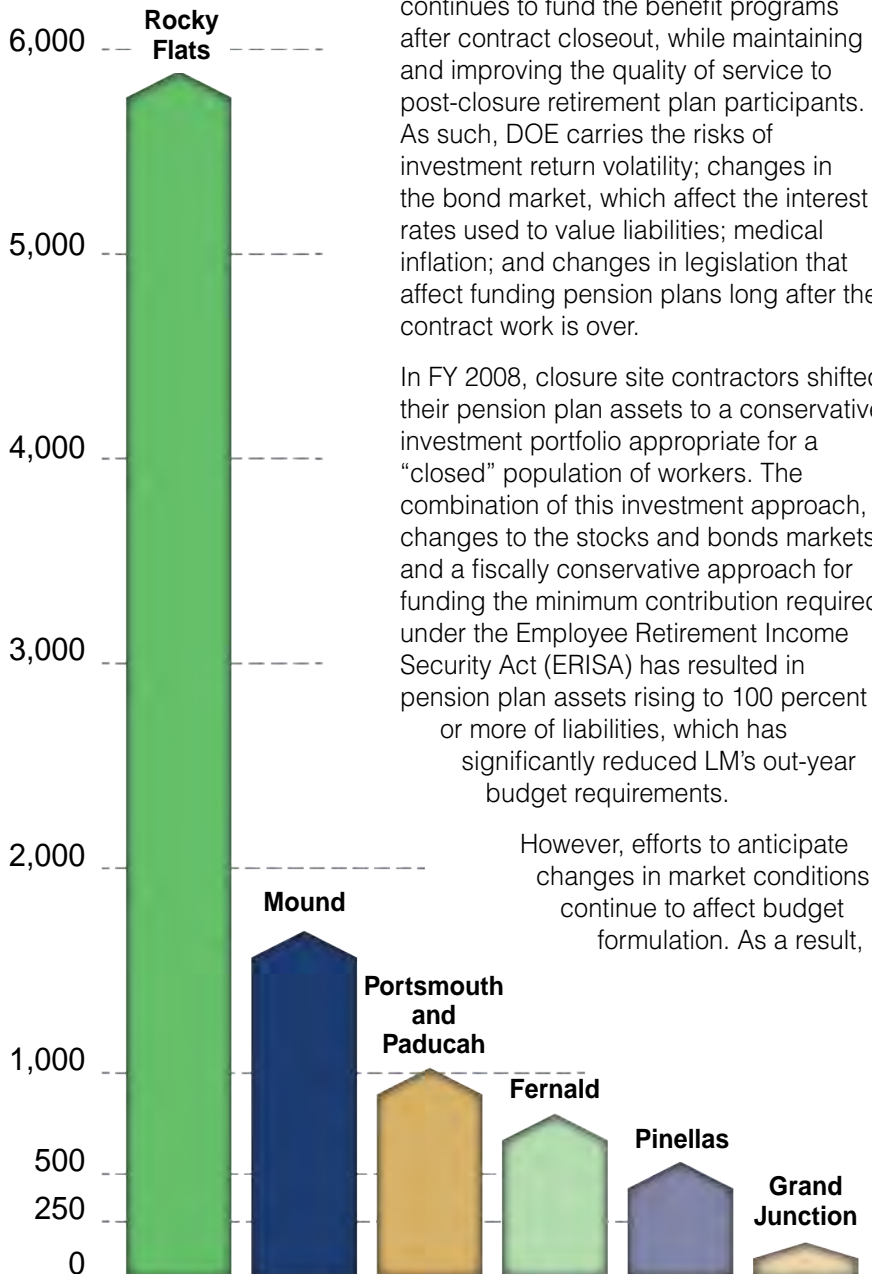 continues to fund the benefit programs
after contract closeout, while maintaining
and improving the quality of service to
post-closure retirement plan participants.
As such, DOE carries the risks of
investment return volatility; changes in
the bond market, which affect the interest
rates used to value liabilities; medical
inflation; and changes in legislation that
affect funding pension plans long after the
contract work is over.
In FY 2008, closure site contractors shifted
their pension plan assets to a conservative
investment portfolio appropriate for a
“closed” population of workers. The
combination of this investment approach,
changes to the stocks and bonds markets
and a fiscally conservative approach for
funding the minimum contribution required
under the Employee Retirement Income
Security Act (ERISA) has resulted in
pension plan assets rising to 100 percent
or more of liabilities, which has
significantly reduced LM’s out-year
budget requirements.
However, efforts to anticipate
changes in market conditions
continue to affect budget
formulation. As a result,
6,000
5,000
4,000
3,000
2,000
1,000
500
250
0
Rocky
Flats
Mound
Portsmouth
and
Paducah
Fernald
Pinellas
Grand
Junction